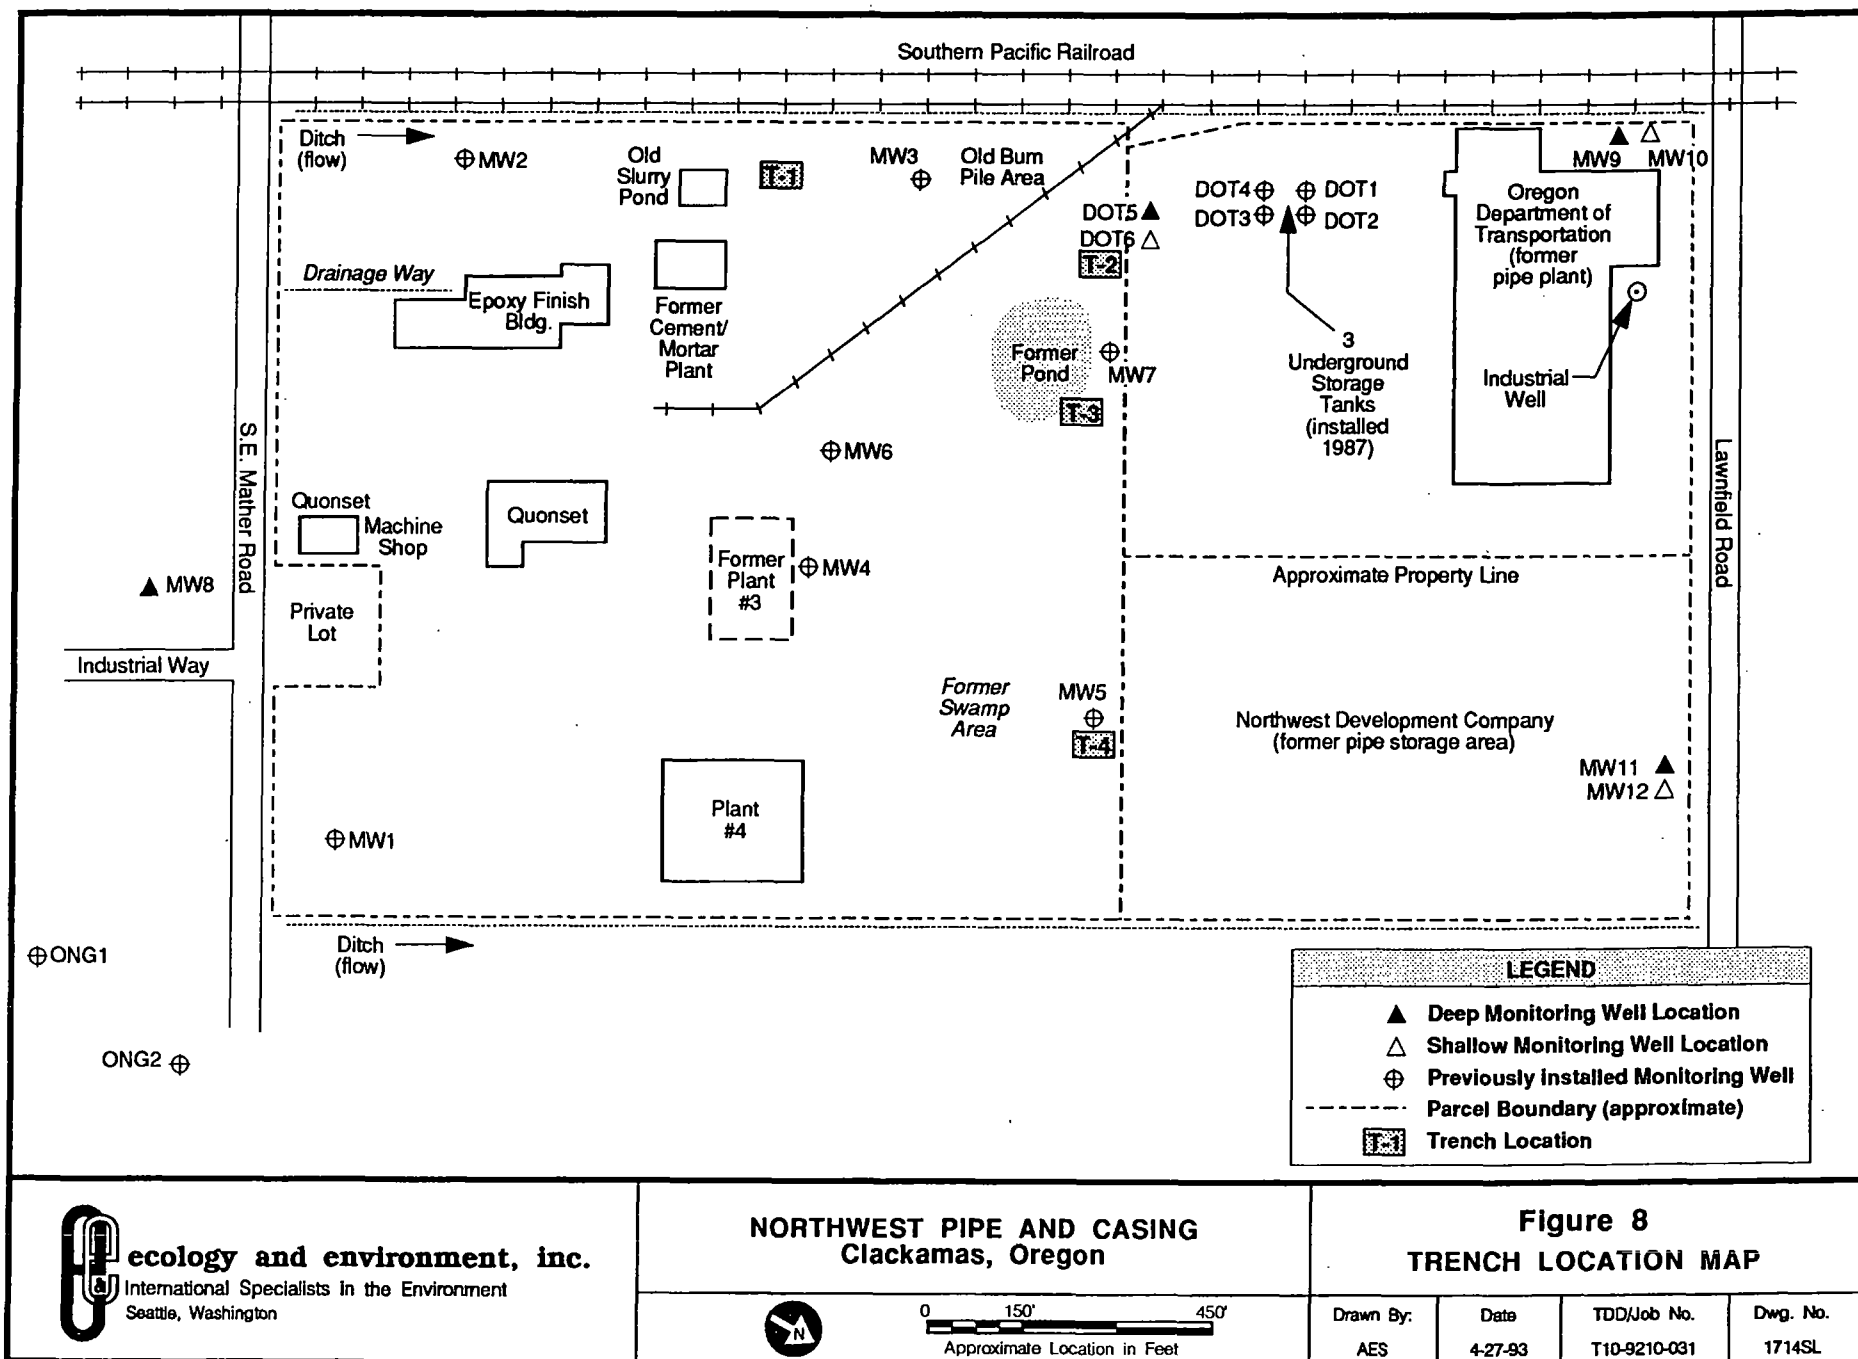 Southern Pacific Railroad
Ditch
(flow)
MW2
Old
Slurry
Pond
T-1
MW3
Old Burn
Pile Area
DOT5
DOT6
T-2
DOT4
DOT3
DOT1
DOT2
MW9
MW10
Oregon
Department of
Transportation
(former
pipe plant)
Drainage Way
Epoxy Finish
Bldg.
Former
Cement/
Mortar
Plant
Former
Pond
MW7
T-3
3
Underground
Storage
Tanks
(installed
1987)
Industrial
Well
S.E. Mather Road
Lawnfield Road
MW6
Quonset
Machine
Shop
Quonset
Former
Plant
#3
MW4
Approximate Property Line
MW8
Private
Lot
Industrial Way
Former
Swamp
Area
MW5
T-4
Northwest Development Company
(former pipe storage area)
MW11
MW12
Plant
#4
MW1
Ditch
(flow)
ONG1
ONG2
LEGEND
Deep Monitoring Well Location
Shallow Monitoring Well Location
Previously Installed Monitoring Well
Parcel Boundary (approximate)
T-1 Trench Location
ecology and environment, inc.
International Specialists in the Environment
Seattle, Washington
NORTHWEST PIPE AND CASING
Clackamas, Oregon
N
0 150' 450'
Approximate Location in Feet
Figure 8
TRENCH LOCATION MAP
Drawn By: Date TDD/Job No. Dwg. No.
AES 4-27-93 T10-9210-031 1714SL